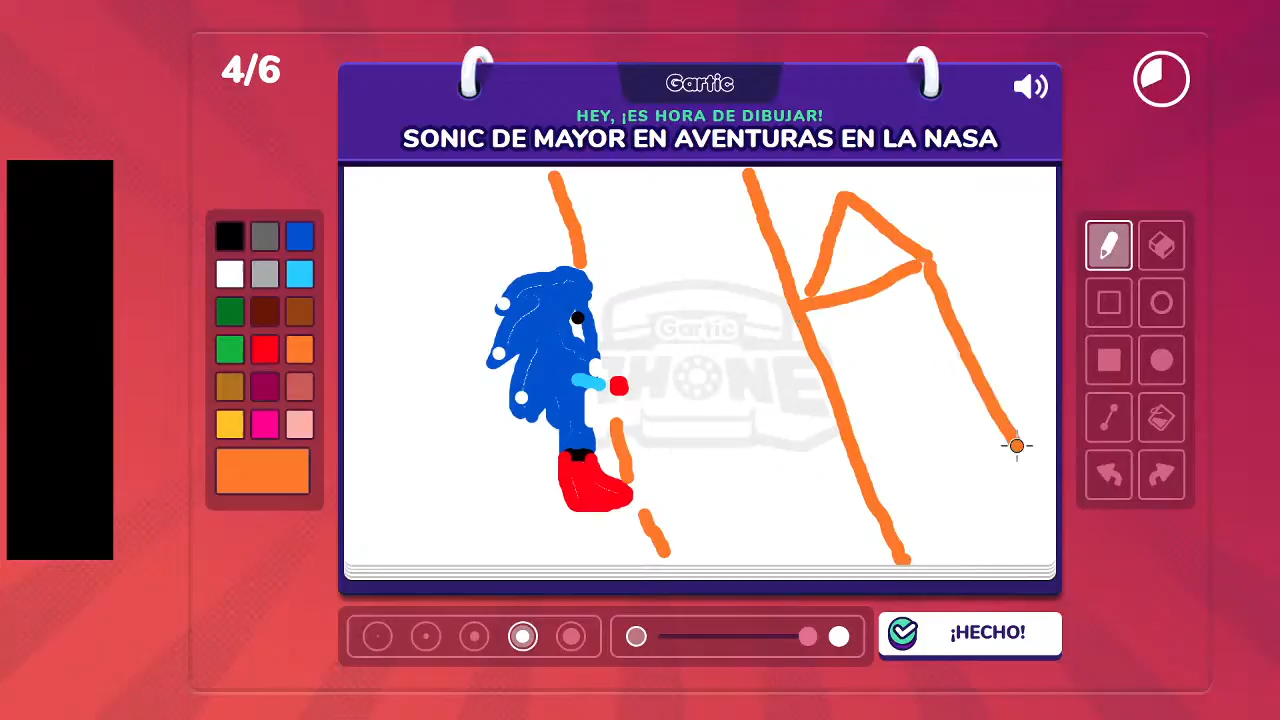 4/6
Gartic
HEY, ¡ES HORA DE DIBUJAR!
SONIC DE MAYOR EN AVENTURAS EN LA NASA
Gartic
PHONE
¡HECHO!